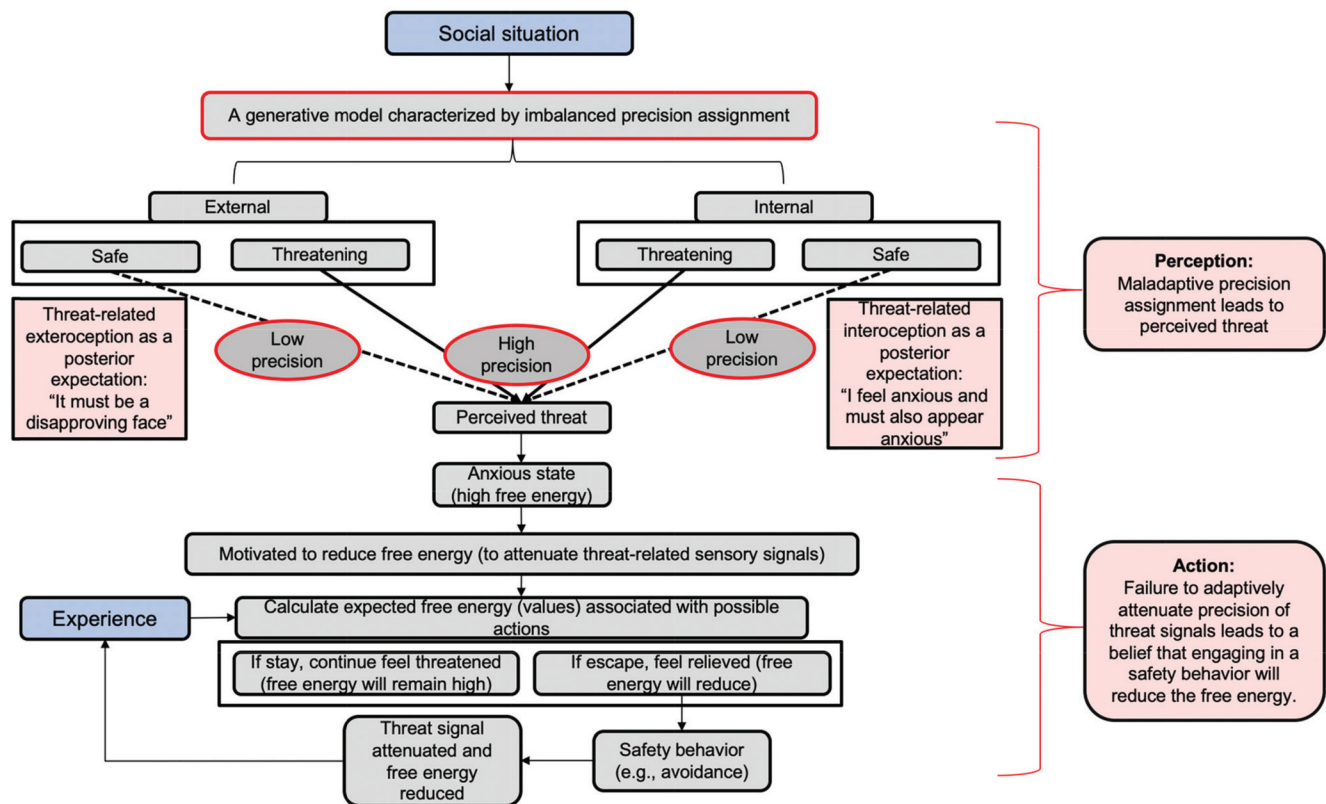 Social situation
A generative model characterized by imbalanced precision assignment
External
Internal
Safe
Threatening
Threatening
Safe
Threat-related
exteroception as a
posterior
expectation:
“It must be a
disapproving face”
Low
precision
High
precision
Low
precision
Threat-related
interoception as a
posterior
expectation:
“I feel anxious and
must also appear
anxious”
Perception:
Maladaptive precision
assignment leads to
perceived threat
Perceived threat
Anxious state
(high free energy)
Motivated to reduce free energy (to attenuate threat-related sensory signals)
Experience
Calculate expected free energy (values) associated with possible
actions
If stay, continue feel threatened
(free energy will remain high)
If escape, feel relieved (free
energy will reduce)
Threat signal
attenuated and
free energy
reduced
Safety behavior
(e.g., avoidance)
Action:
Failure to adaptively
attenuate precision of
threat signals leads to a
belief that engaging in a
safety behavior will
reduce the free energy.